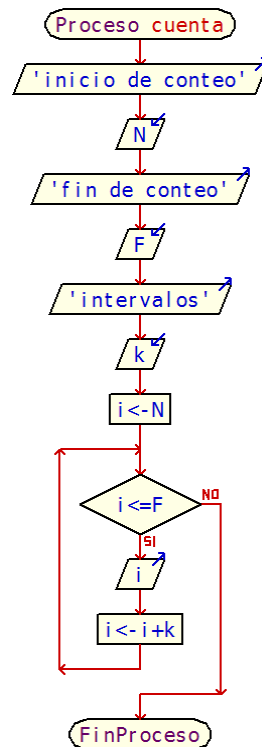 Proceso cuenta
'inicio de conteo'
N
'fin de conteo'
F
'intervalos'
k
i<-N
i<=F
NO
SI
i
i<-i+k
FinProceso